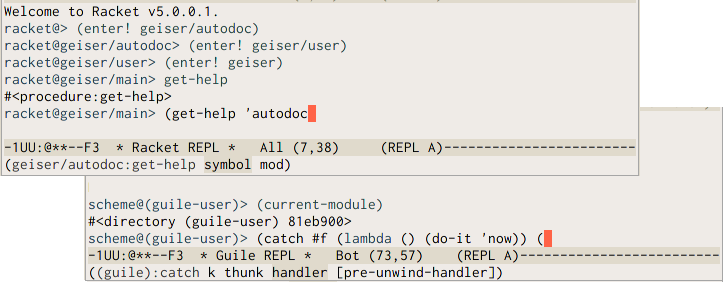 Welcome to Racket v5.0.0.1.
racket@> (enter! geiser/autodoc)
racket@geiser/autodoc> (enter! geiser/user)
racket@geiser/user> (enter! geiser)
racket@geiser/main> get-help
#<procedure:get-help>
racket@geiser/main> (get-help 'autodoc
-1UU:@**--F3  * Racket REPL *   All (7,38)     (REPL A)-------------------------
(geiser/autodoc:get-help symbol mod)
scheme@(guile-user)> (current-module)
#<directory (guile-user) 81eb900>
scheme@(guile-user)> (catch #f (lambda () (do-it 'now)) (
-1UU:@**--F3  * Guile REPL *   Bot (73,57)     (REPL A)--------------------------
((guile):catch k thunk handler [pre-unwind-handler])